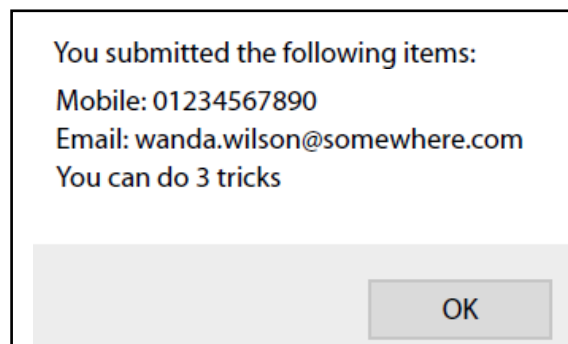 You submitted the following items:
Mobile: 01234567890
Email: wanda.wilson@somewhere.com
You can do 3 tricks
OK